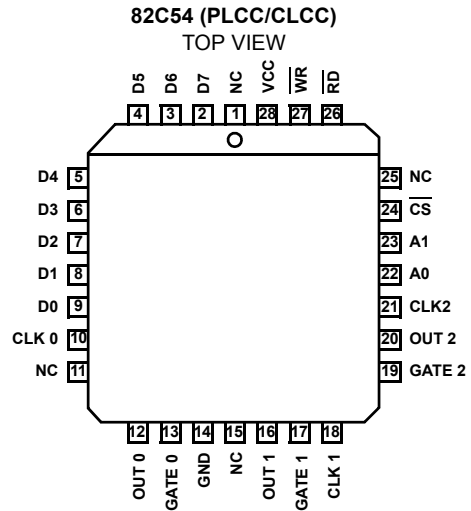 82C54 (PLCC/CLCC)
TOP VIEW
D5 D6 D7 NC VCC W̅R̅ R̅D̅
4 3 2 1 28 27 26
D4 5
D3 6
D2 7
D1 8
D0 9
CLK 0 10
NC 11
25 NC
24 C̅S̅
23 A1
22 A0
21 CLK2
20 OUT 2
19 GATE 2
12 13 14 15 16 17 18
OUT 0 GATE 0 GND NC OUT 1 GATE 1 CLK 1